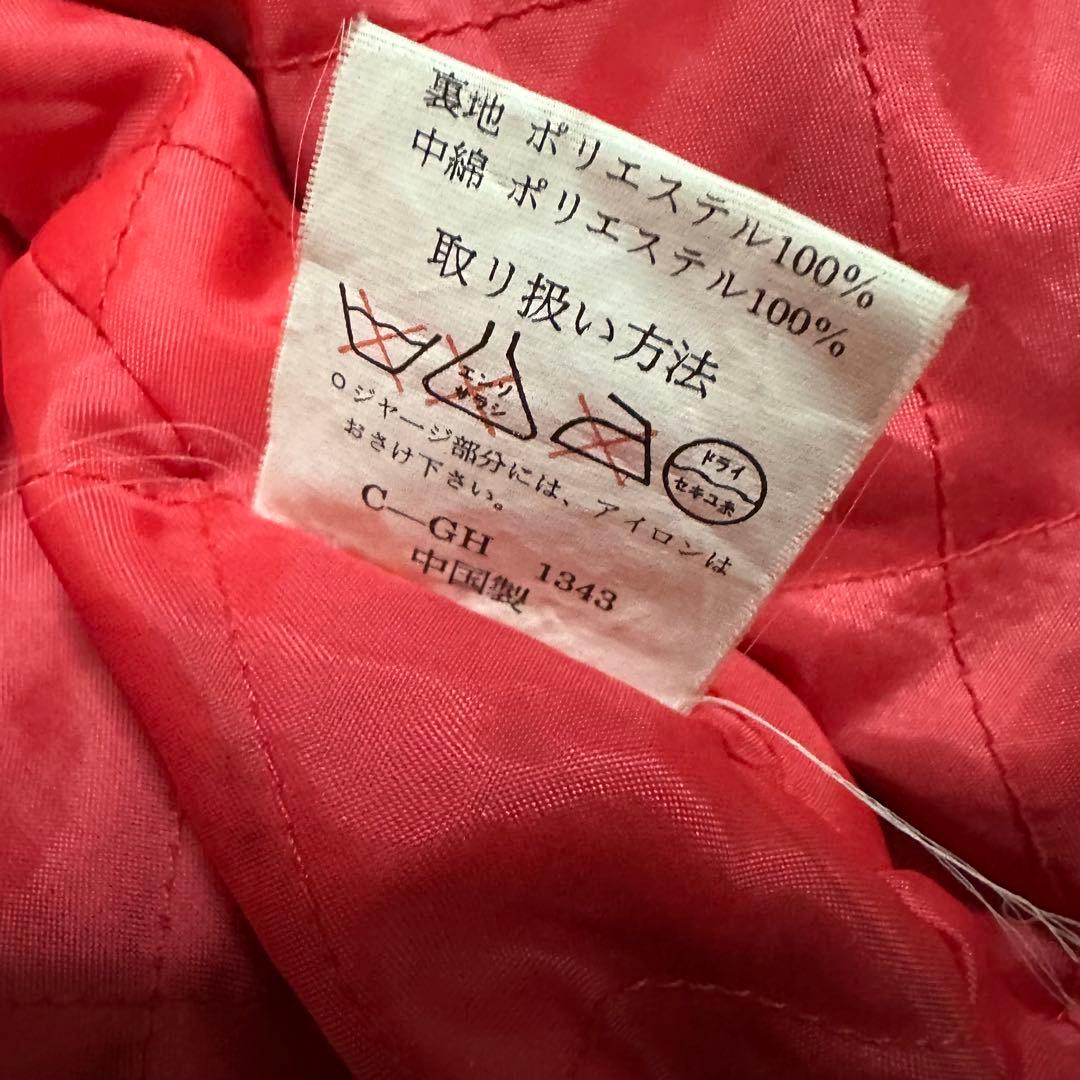 裏地 ポリエステル100%
中綿 ポリエステル100%
取り扱い方法
エンソ
サラシ
ドライ
セキユ系
○ジャージ部分には、アイロンは
おさけ下さい。
C—GH 1343
中国製